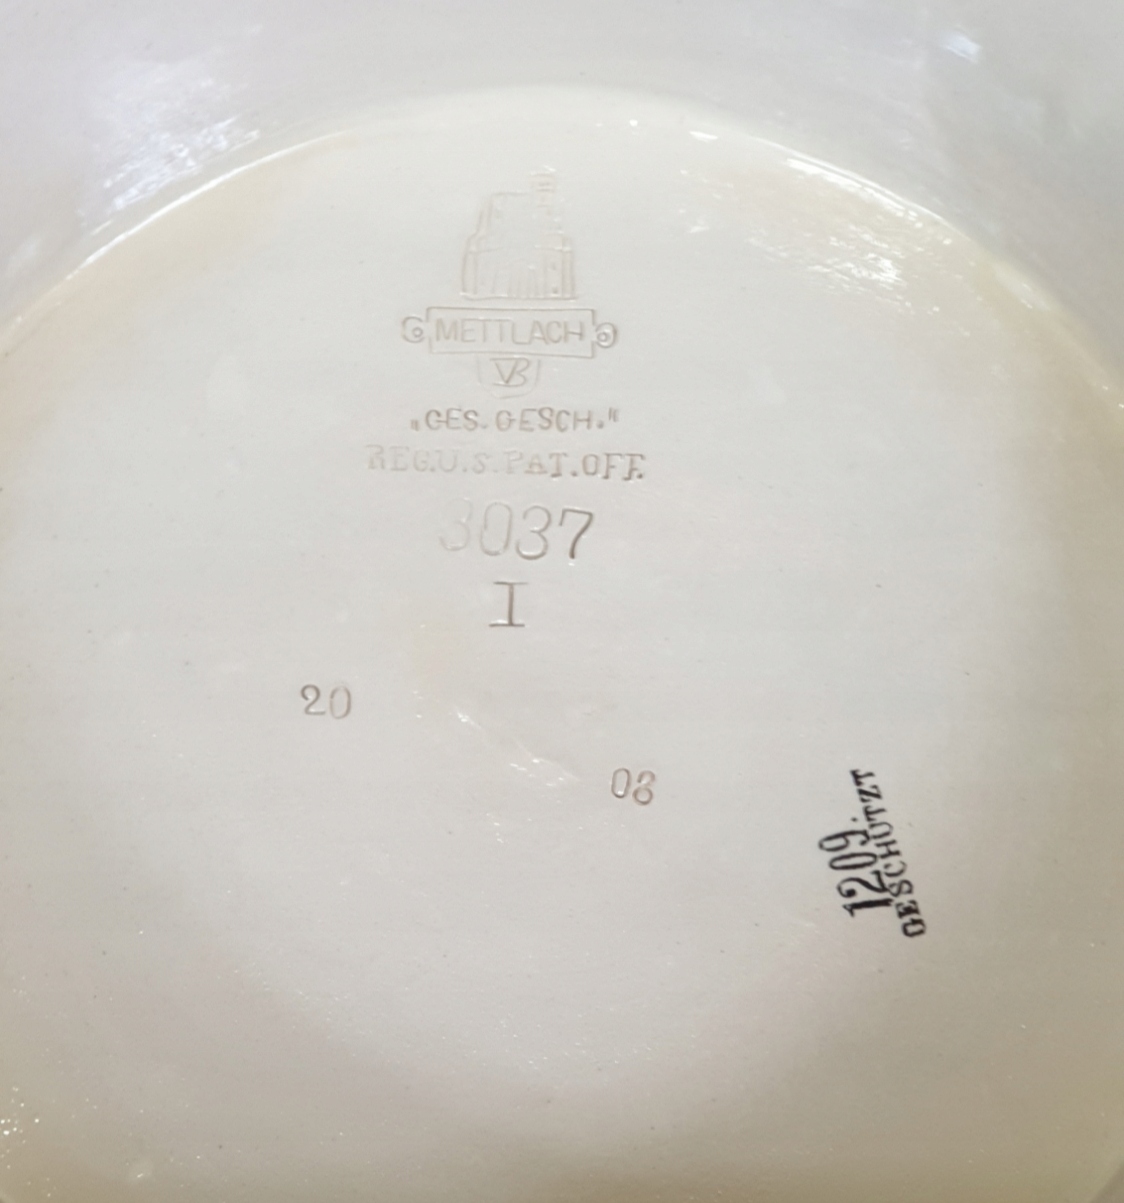 METTLACH
VB
„GES. GESCH."
REG.U.S.PAT.OFF.
3037
I
20
08
1209.
GESCHÜTZT